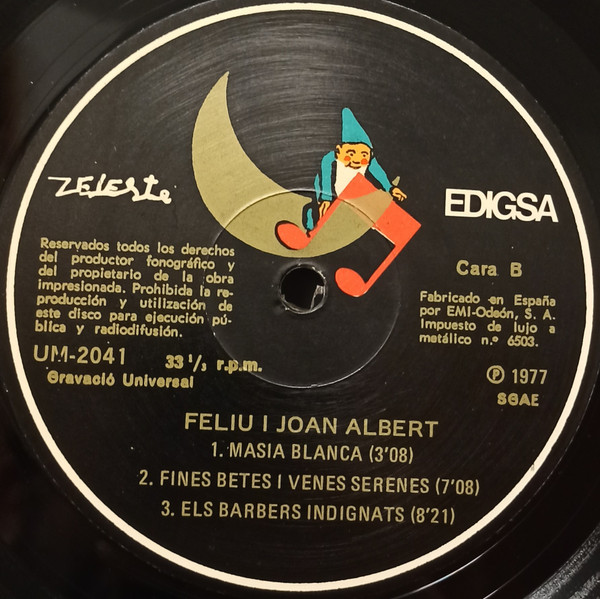 zeleste
EDIGSA
Reservados todos los derechos
del productor fonográfico y
del propietario de la obra
impresionada. Prohibida la re-
producción y utilización de
este disco para ejecución pú-
blica y radiodifusión.
UM-2041 33 1/3 r.p.m.
Gravació Universal
Cara B
Fabricado en España
por EMI-Odeón, S. A.
Impuesto de lujo a
metálico n.º 6503.
Ⓟ 1977
SGAE
FELIU I JOAN ALBERT
1. MASIA BLANCA (3'08)
2. FINES BETES I VENES SERENES (7'08)
3. ELS BARBERS INDIGNATS (8'21)